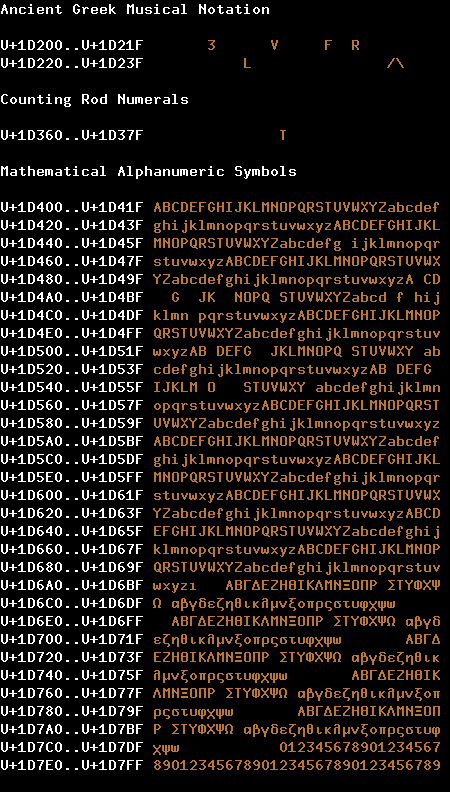 Ancient Greek Musical Notation
U+1D200..U+1D21F       3      V     F  R
U+1D220..U+1D23F           L               /\
Counting Rod Numerals
U+1D360..U+1D37F               T
Mathematical Alphanumeric Symbols
U+1D400..U+1D41F ABCDEFGHIJKLMNOPQRSTUVWXYZabcdef
U+1D420..U+1D43F ghijklmnopqrstuvwxyzABCDEFGHIJKL
U+1D440..U+1D45F MNOPQRSTUVWXYZabcdefg ijklmnopqr
U+1D460..U+1D47F stuvwxyzABCDEFGHIJKLMNOPQRSTUVWX
U+1D480..U+1D49F YZabcdefghijklmnopqrstuvwxyzA CD
U+1D4A0..U+1D4BF   G  JK  NOPQ STUVWXYZabcd f hij
U+1D4C0..U+1D4DF klmn pqrstuvwxyzABCDEFGHIJKLMNOP
U+1D4E0..U+1D4FF QRSTUVWXYZabcdefghijklmnopqrstuv
U+1D500..U+1D51F wxyzAB DEFG  JKLMNOPQ STUVWXY ab
U+1D520..U+1D53F cdefghijklmnopqrstuvwxyzAB DEFG
U+1D540..U+1D55F IJKLM O   STUVWXY abcdefghijklmn
U+1D560..U+1D57F opqrstuvwxyzABCDEFGHIJKLMNOPQRST
U+1D580..U+1D59F UVWXYZabcdefghijklmnopqrstuvwxyz
U+1D5A0..U+1D5BF ABCDEFGHIJKLMNOPQRSTUVWXYZabcdef
U+1D5C0..U+1D5DF ghijklmnopqrstuvwxyzABCDEFGHIJKL
U+1D5E0..U+1D5FF MNOPQRSTUVWXYZabcdefghijklmnopqr
U+1D600..U+1D61F stuvwxyzABCDEFGHIJKLMNOPQRSTUVWX
U+1D620..U+1D63F YZabcdefghijklmnopqrstuvwxyzABCD
U+1D640..U+1D65F EFGHIJKLMNOPQRSTUVWXYZabcdefghij
U+1D660..U+1D67F klmnopqrstuvwxyzABCDEFGHIJKLMNOP
U+1D680..U+1D69F QRSTUVWXYZabcdefghijklmnopqrstuv
U+1D6A0..U+1D6BF wxyzı   ΑΒΓΔΕΖΗΘΙΚΛΜΝΞΟΠΡ ΣΤΥΦΧΨ
U+1D6C0..U+1D6DF Ω αβγδεζηθικλμνξοπρςστυφχψω
U+1D6E0..U+1D6FF   ΑΒΓΔΕΖΗΘΙΚΛΜΝΞΟΠΡ ΣΤΥΦΧΨΩ αβγδ
U+1D700..U+1D71F εζηθικλμνξοπρςστυφχψω       ΑΒΓΔ
U+1D720..U+1D73F ΕΖΗΘΙΚΛΜΝΞΟΠΡ ΣΤΥΦΧΨΩ αβγδεζηθικ
U+1D740..U+1D75F λμνξοπρςστυφχψω       ΑΒΓΔΕΖΗΘΙΚ
U+1D760..U+1D77F ΛΜΝΞΟΠΡ ΣΤΥΦΧΨΩ αβγδεζηθικλμνξοπ
U+1D780..U+1D79F ρςστυφχψω       ΑΒΓΔΕΖΗΘΙΚΛΜΝΞΟΠ
U+1D7A0..U+1D7BF Ρ ΣΤΥΦΧΨΩ αβγδεζηθικλμνξοπρςστυφ
U+1D7C0..U+1D7DF χψω           012345678901234567
U+1D7E0..U+1D7FF 89012345678901234567890123456789